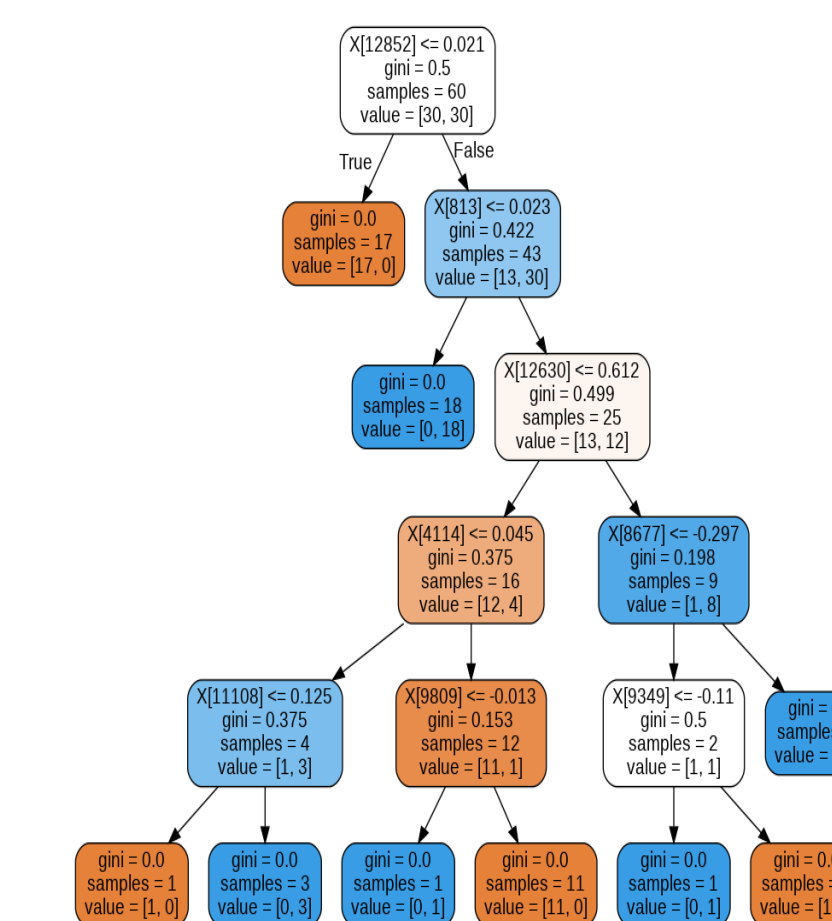 X[12852] <= 0.021
gini = 0.5
samples = 60
value = [30, 30]
True
False
gini = 0.0
samples = 17
value = [17, 0]
X[813] <= 0.023
gini = 0.422
samples = 43
value = [13, 30]
gini = 0.0
samples = 18
value = [0, 18]
X[12630] <= 0.612
gini = 0.499
samples = 25
value = [13, 12]
X[4114] <= 0.045
gini = 0.375
samples = 16
value = [12, 4]
X[8677] <= -0.297
gini = 0.198
samples = 9
value = [1, 8]
X[11108] <= 0.125
gini = 0.375
samples = 4
value = [1, 3]
X[9809] <= -0.013
gini = 0.153
samples = 12
value = [11, 1]
X[9349] <= -0.11
gini = 0.5
samples = 2
value = [1, 1]
gini =
value =
gini = 0.0
samples = 1
value = [1, 0]
gini = 0.0
samples = 3
value = [0, 3]
gini = 0.0
samples = 1
value = [0, 1]
gini = 0.0
samples = 11
value = [11, 0]
gini = 0.0
samples = 1
value = [0, 1]
gini =
samples =
value =